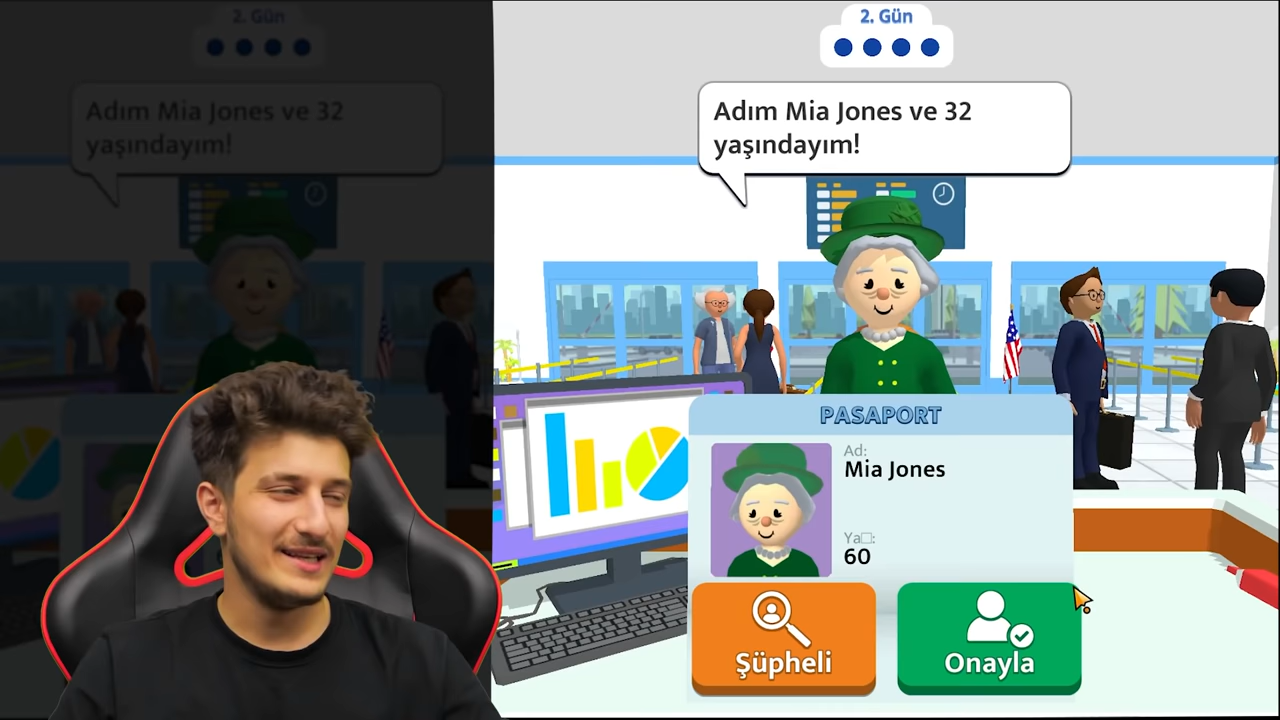 2. Gün
Adım Mia Jones ve 32
yaşındayım!
2. Gün
Adım Mia Jones ve 32
yaşındayım!
PASAPORT
Ad:
Mia Jones
Ya□:
60
Şüpheli
Onayla